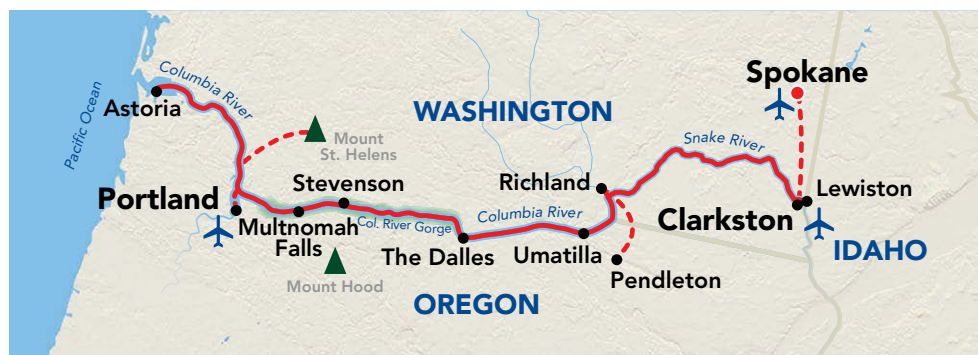 Pacific Ocean
Astoria
Columbia River
WASHINGTON
Spokane
Mount
St. Helens
Snake River
Portland
Stevenson
Richland
Lewiston
Multnomah
Falls
Col. River Gorge
Columbia River
Clarkston
The Dalles
Umatilla
IDAHO
Mount Hood
OREGON
Pendleton